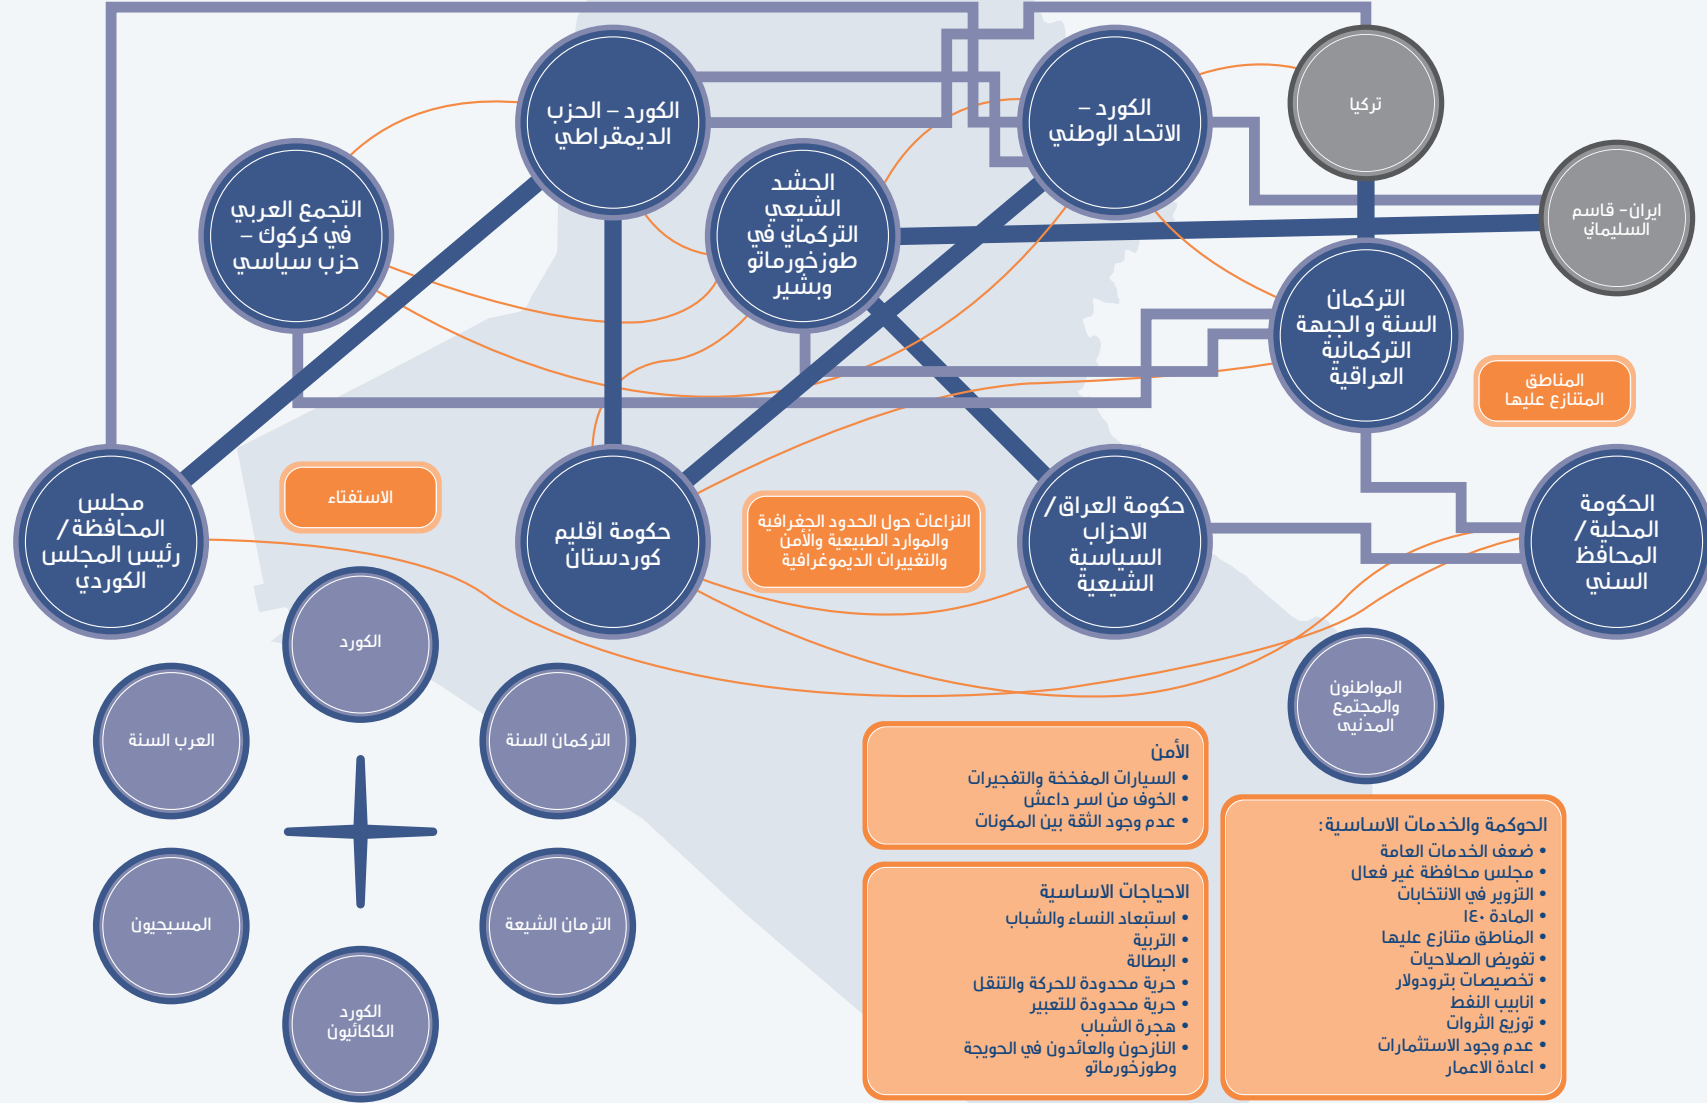 الكورد – الحزب
الديمقراطي
الكورد –
الاتحاد الوطني
تركيا
التجمع العربي
في كركوك –
حزب سياسي
الحشد
الشيعي
التركماني في
طوزخورماتو
وبشير
ايران- قاسم
السليماني
التركمان
السنة و الجبهة
التركمانية
العراقية
المناطق
المتنازع عليها
مجلس
المحافظة/
رئيس المجلس
الكوردي
الاستفتاء
حكومة اقليم
كوردستان
النزاعات حول الحدود الجغرافية
والموارد الطبيعية والأمن
والتغييرات الديموغرافية
حكومة العراق/
الاحزاب
السياسية
الشيعية
الحكومة
المحلية/
المحافظ
السني
الكورد
العرب السنة
التركمان السنة
المسيحيون
الترمان الشيعة
الكورد
الكاكائيون
المواطنون
والمجتمع
المدنيى
الأمن
• السيارات المفخخة والتفجيرات
• الخوف من اسر داعش
• عدم وجود الثقة بين المكونات
الاحياجات الاساسية
• استبعاد النساء والشباب
• التربية
• البطالة
• حرية محدودة للحركة والتنقل
• حرية محدودة للتعبير
• هجرة الشباب
• النازحون والعائدون في الحويجة
وطوزخورماتو
الحوكمة والخدمات الاساسية:
• ضعف الخدمات العامة
• مجلس محافظة غير فعال
• التزوير في الانتخابات
• المادة ١٤٠
• المناطق متنازع عليها
• تفويض الصلاحيات
• تخصيصات بترودولار
• انابيب النفط
• توزيع الثروات
• عدم وجود الاستثمارات
• اعادة الاعمار